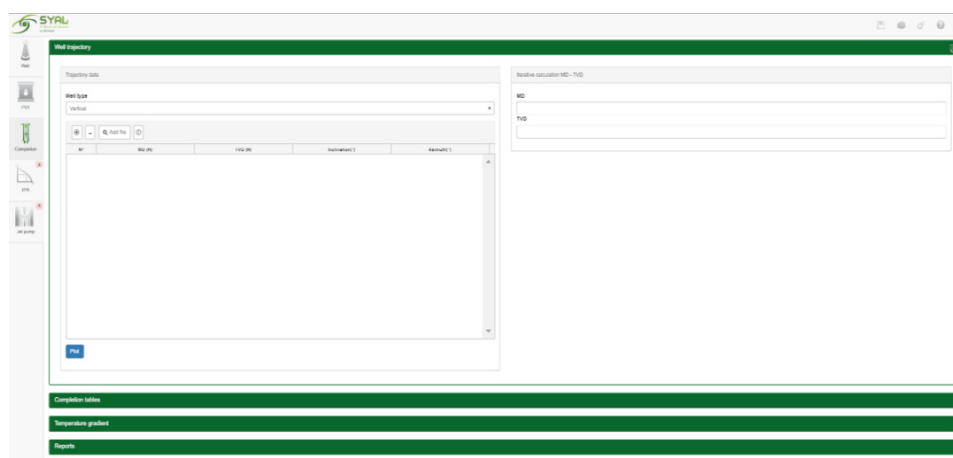 SYAL
Well trajectory
Well
Trajectory data
Iterative calculation MD - TVD
Well type
MD
Vertical
PVT
TVD
Add file
Completion
N°
MD (ft)
TVD (ft)
Inclination(°)
Azimuth(°)
IPR
Jet pump
Plot
Completion tables
Temperature gradient
Reports